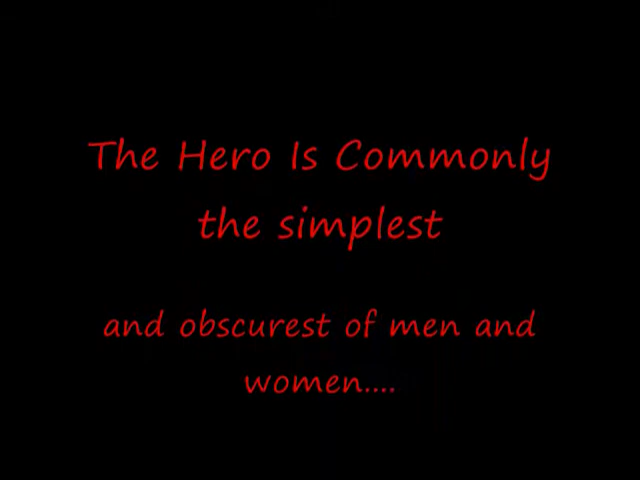 The Hero Is Commonly
the simplest
and obscurest of men and
women....